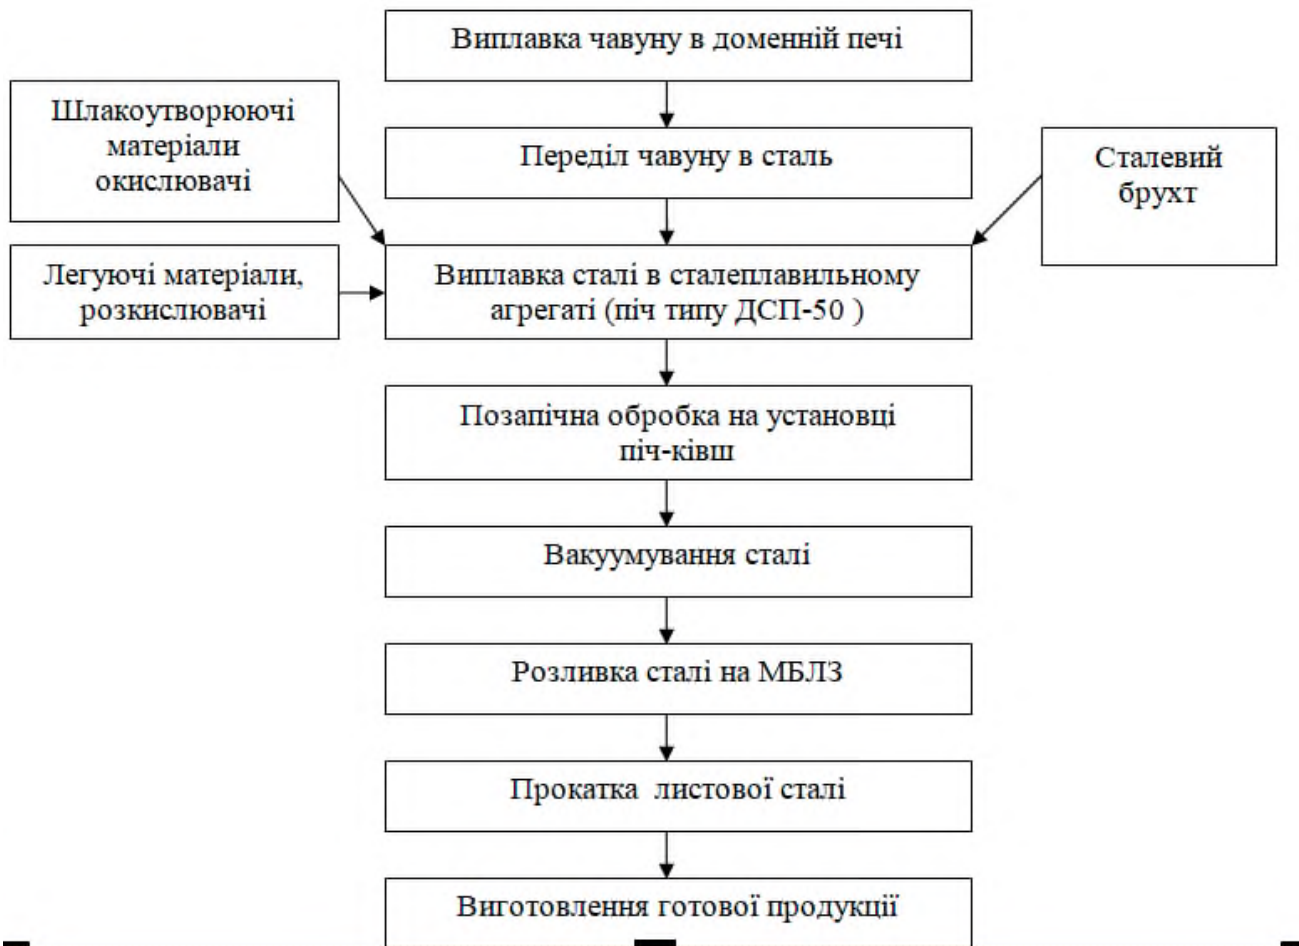 Виплавка чавуну в доменній печі
Шлакоутворюючі
матеріали
окислювачі
Переділ чавуну в сталь
Сталевий
брухт
Легуючі матеріали,
розкислювачі
Виплавка сталі в сталеплавильному
агрегаті (піч типу ДСП-50 )
Позапічна обробка на установці
піч-ківш
Вакуумування сталі
Розливка сталі на МБЛЗ
Прокатка листової сталі
Виготовлення готової продукції